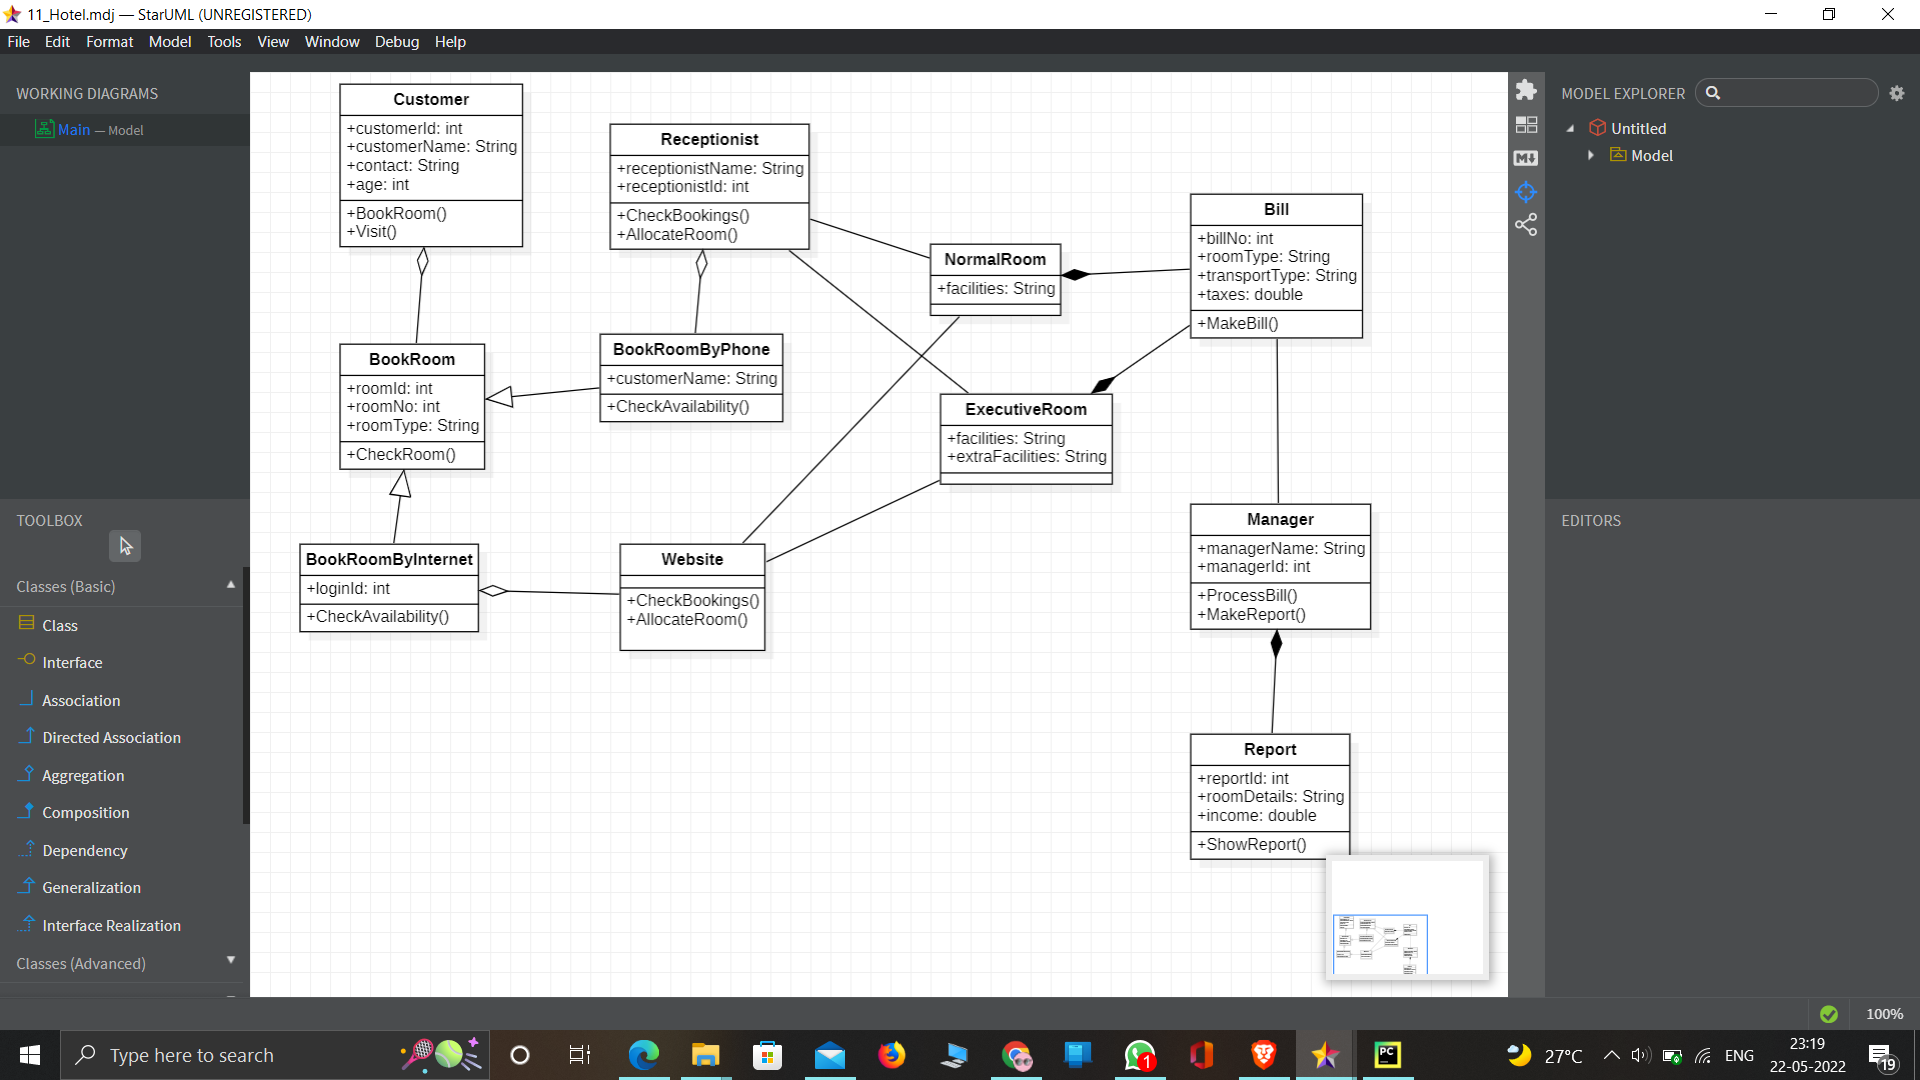 11_Hotel.mdj — StarUML (UNREGISTERED)
File Edit Format Model Tools View Window Debug Help
WORKING DIAGRAMS
Main — Model
TOOLBOX
Classes (Basic)
Class
Interface
Association
Directed Association
Aggregation
Composition
Dependency
Generalization
Interface Realization
Classes (Advanced)
Customer
+customerId: int
+customerName: String
+contact: String
+age: int
+BookRoom()
+Visit()
Receptionist
+receptionistName: String
+receptionistId: int
+CheckBookings()
+AllocateRoom()
NormalRoom
+facilities: String
Bill
+billNo: int
+roomType: String
+transportType: String
+taxes: double
+MakeBill()
BookRoom
+roomId: int
+roomNo: int
+roomType: String
+CheckRoom()
BookRoomByPhone
+customerName: String
+CheckAvailability()
ExecutiveRoom
+facilities: String
+extraFacilities: String
BookRoomByInternet
+loginId: int
+CheckAvailability()
Website
+CheckBookings()
+AllocateRoom()
Manager
+managerName: String
+managerId: int
+ProcessBill()
+MakeReport()
Report
+reportId: int
+roomDetails: String
+income: double
+ShowReport()
M
MODEL EXPLORER
Untitled
Model
EDITORS
100%
Type here to search
1
PC
27°C
ENG
23:19
22-05-2022
19